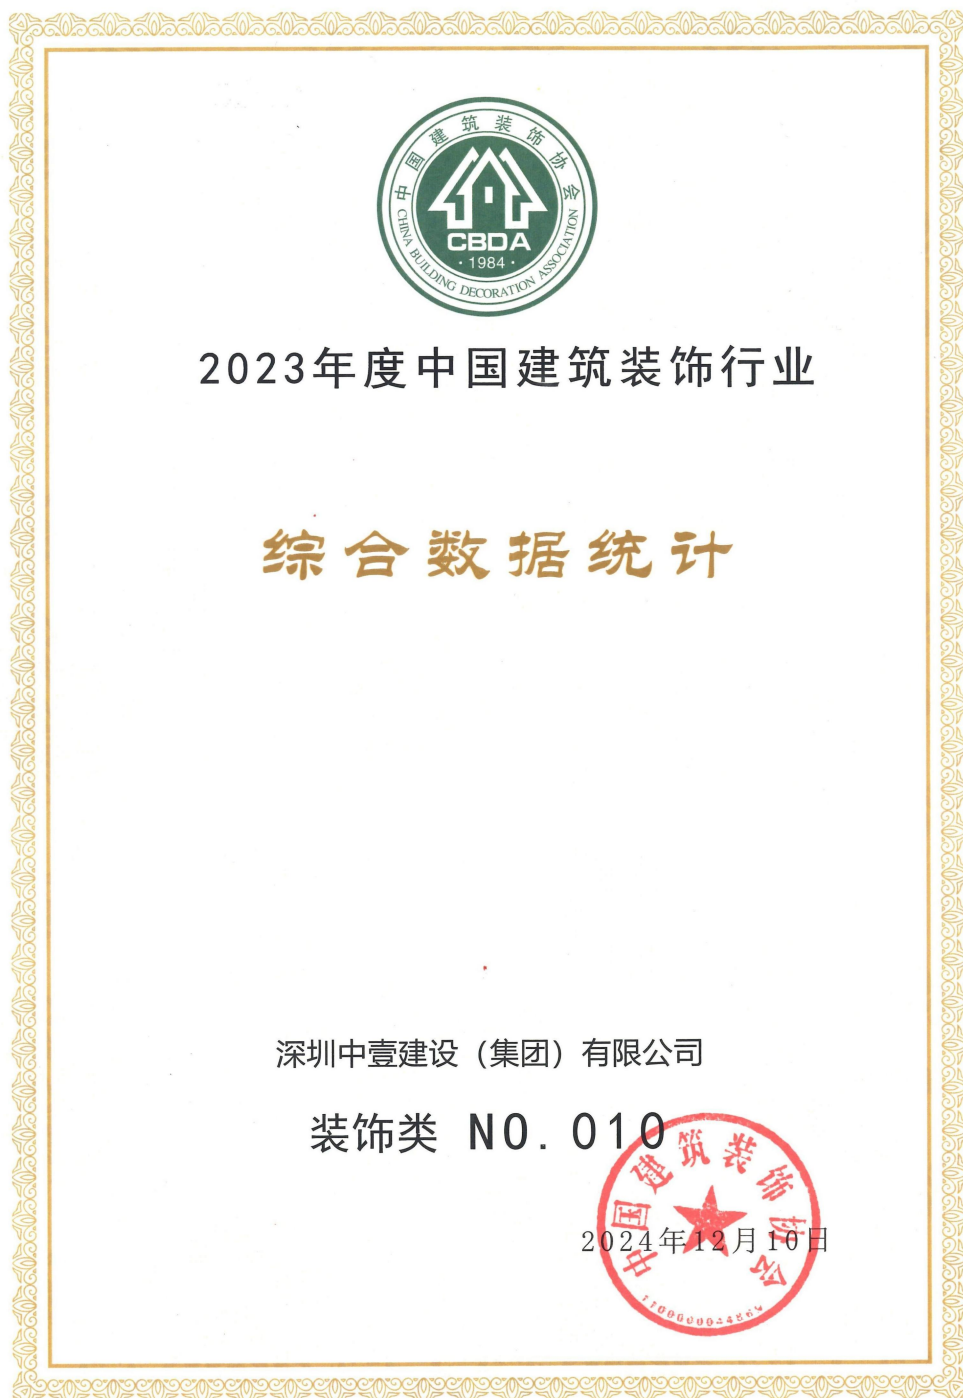 中国建筑装饰协会
CBDA
·1984·
CHINA BUILDING DECORATION ASSOCIATION
2023年度中国建筑装饰行业
综合数据统计
深圳中壹建设（集团）有限公司
装饰类 NO.010
中国建筑装饰协会
2024年12月10日